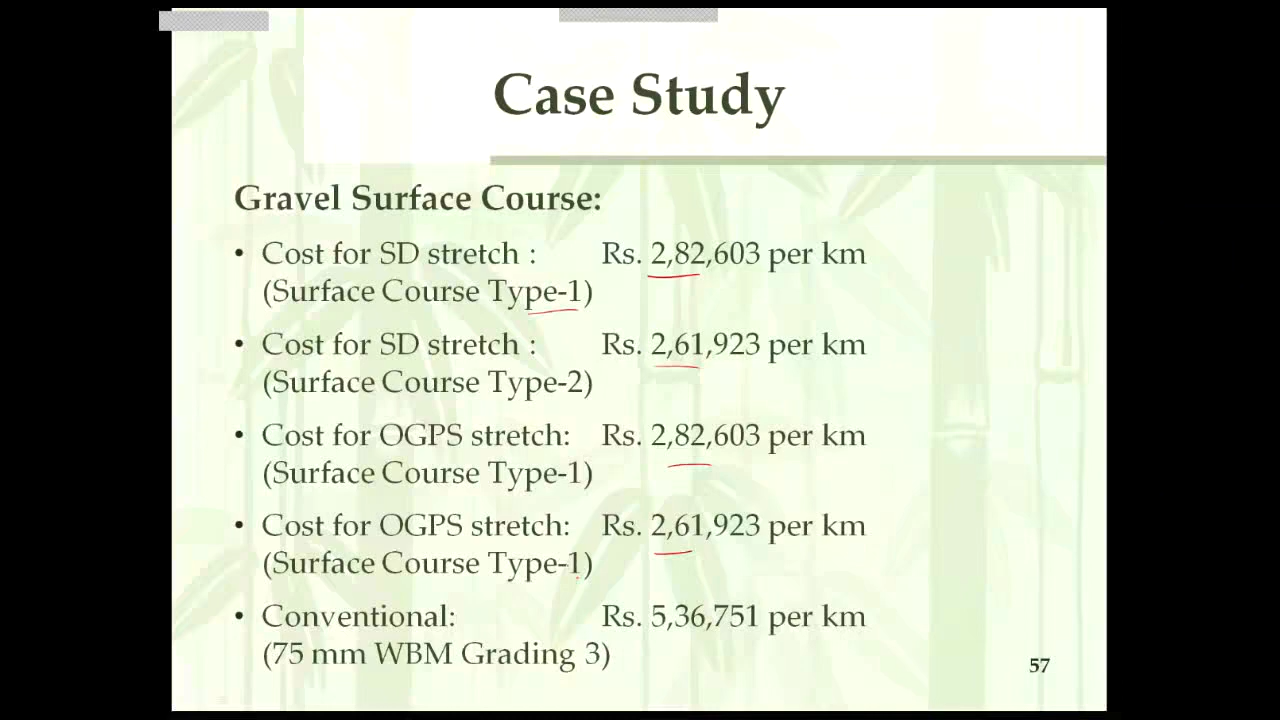 Case Study
Gravel Surface Course:
• Cost for SD stretch : Rs. 2,82,603 per km
(Surface Course Type-1)
• Cost for SD stretch : Rs. 2,61,923 per km
(Surface Course Type-2)
• Cost for OGPS stretch: Rs. 2,82,603 per km
(Surface Course Type-1)
• Cost for OGPS stretch: Rs. 2,61,923 per km
(Surface Course Type-1)
• Conventional: Rs. 5,36,751 per km
(75 mm WBM Grading 3)
57